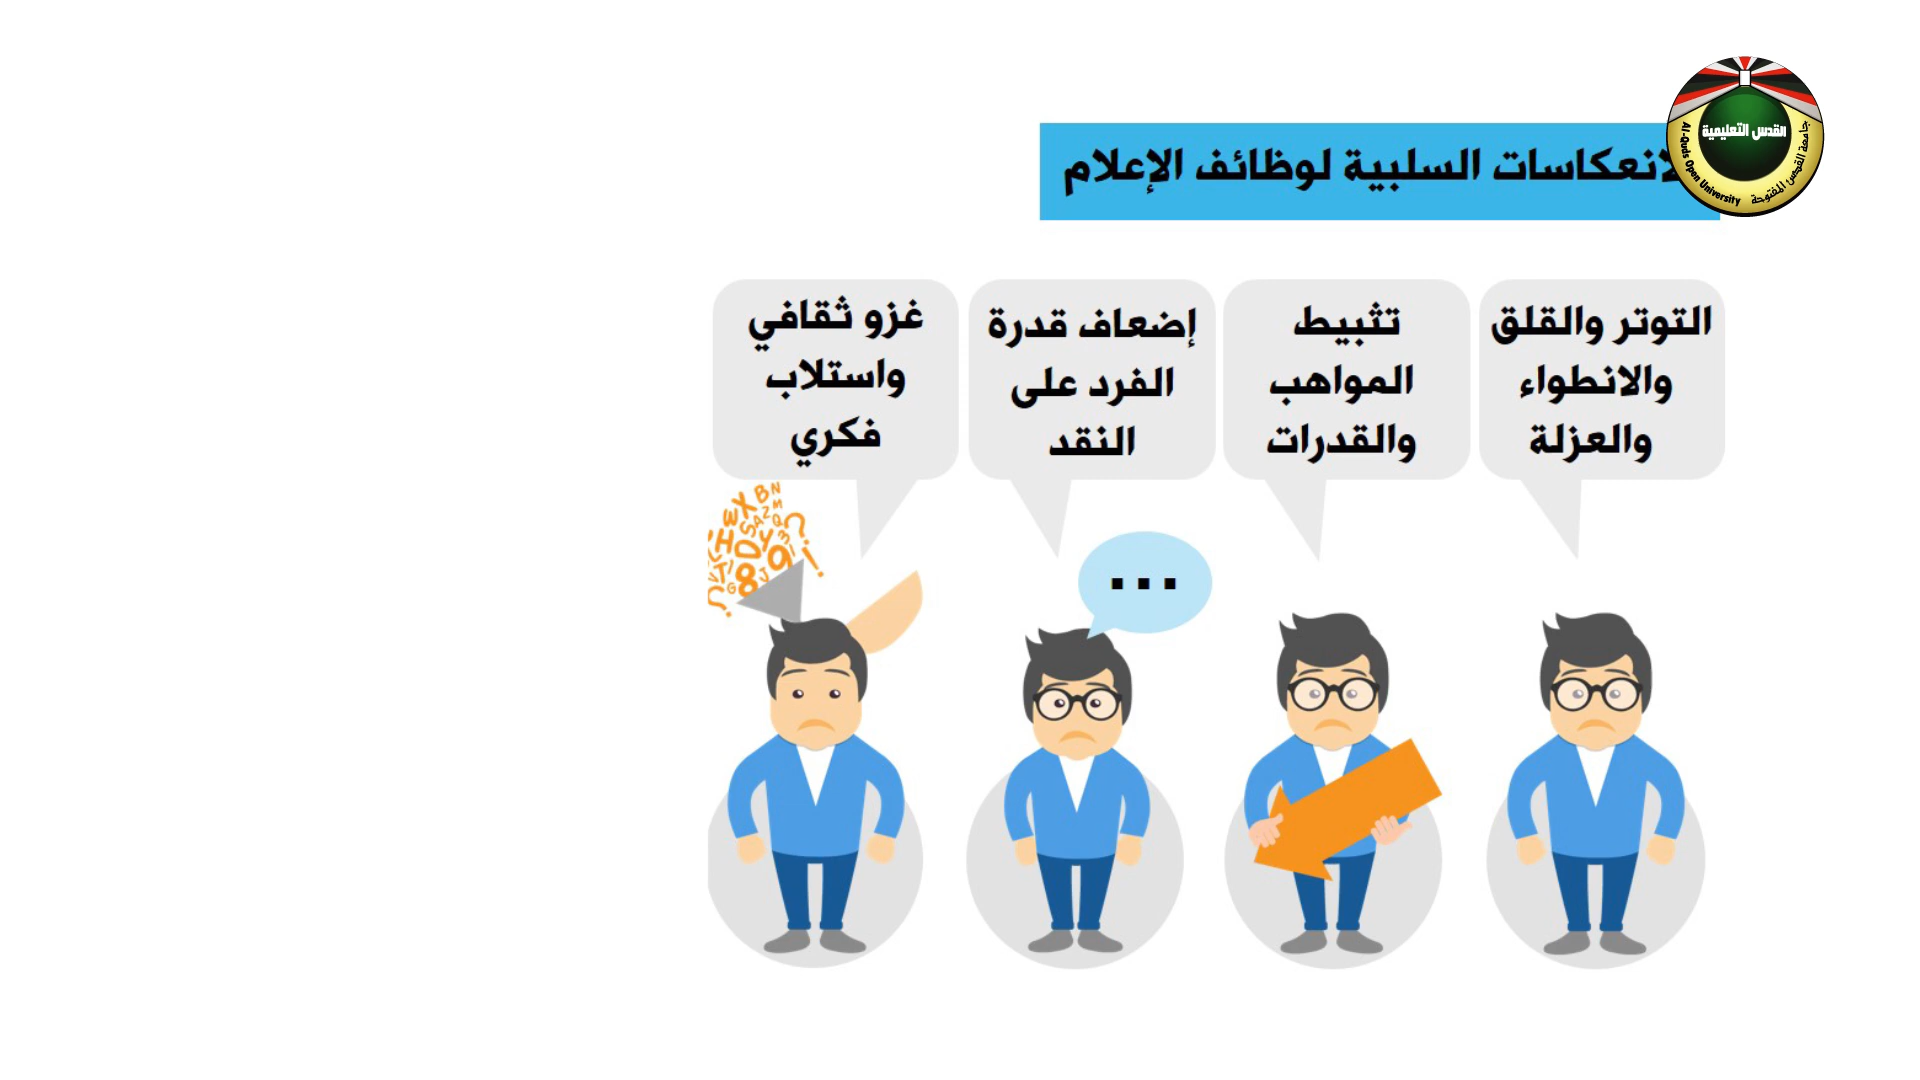 لانعكاسات السلبية لوظائف الإعلام
القدس التعليمية
جامعة القدس المفتوحة
Al-Quds Open University
التوتر والقلق
والانطواء
والعزلة
تثبيط
المواهب
والقدرات
إضعاف قدرة
الفرد على
النقد
غزو ثقافي
واستلاب
فكري
...